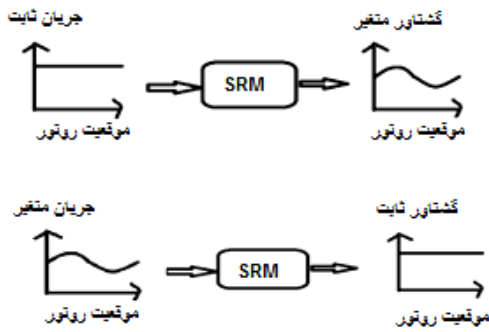 جریان ثابت
گشتاور متغیر
SRM
موقعیت روتور
موقعیت روتور
جریان متغیر
گشتاور ثابت
SRM
موقعیت روتور
موقعیت روتور